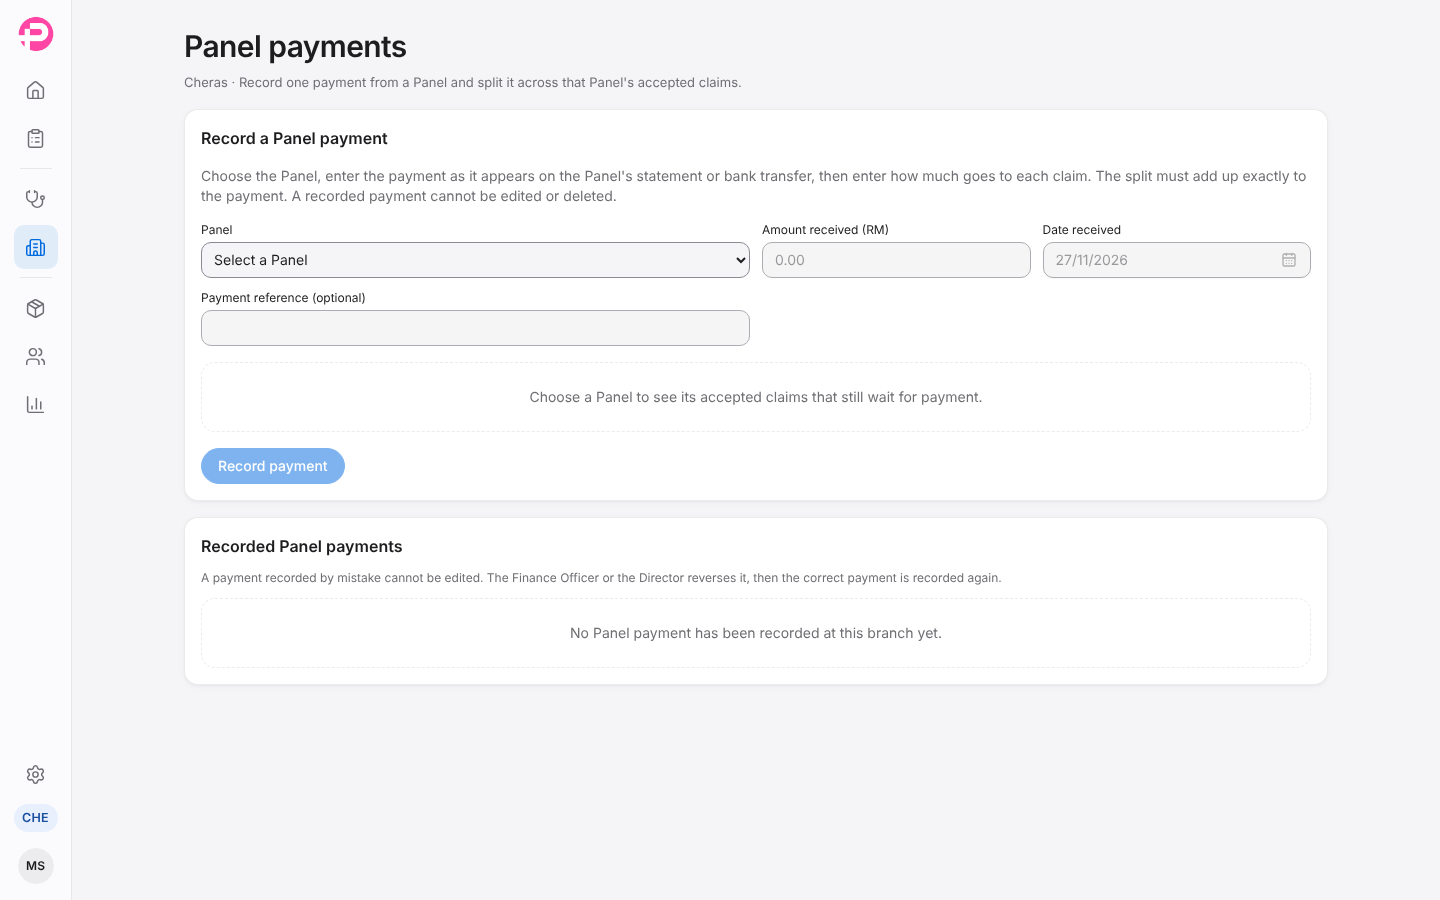 Panel payments
Cheras · Record one payment from a Panel and split it across that Panel's accepted claims.
Record a Panel payment
Choose the Panel, enter the payment as it appears on the Panel's statement or bank transfer, then enter how much goes to each claim. The split must add up exactly to
the payment. A recorded payment cannot be edited or deleted.
Panel
Amount received (RM)
Date received
Select a Panel
0.00
27/11/2026
Payment reference (optional)
Choose a Panel to see its accepted claims that still wait for payment.
Record payment
Recorded Panel payments
A payment recorded by mistake cannot be edited. The Finance Officer or the Director reverses it, then the correct payment is recorded again.
No Panel payment has been recorded at this branch yet.
CHE
MS